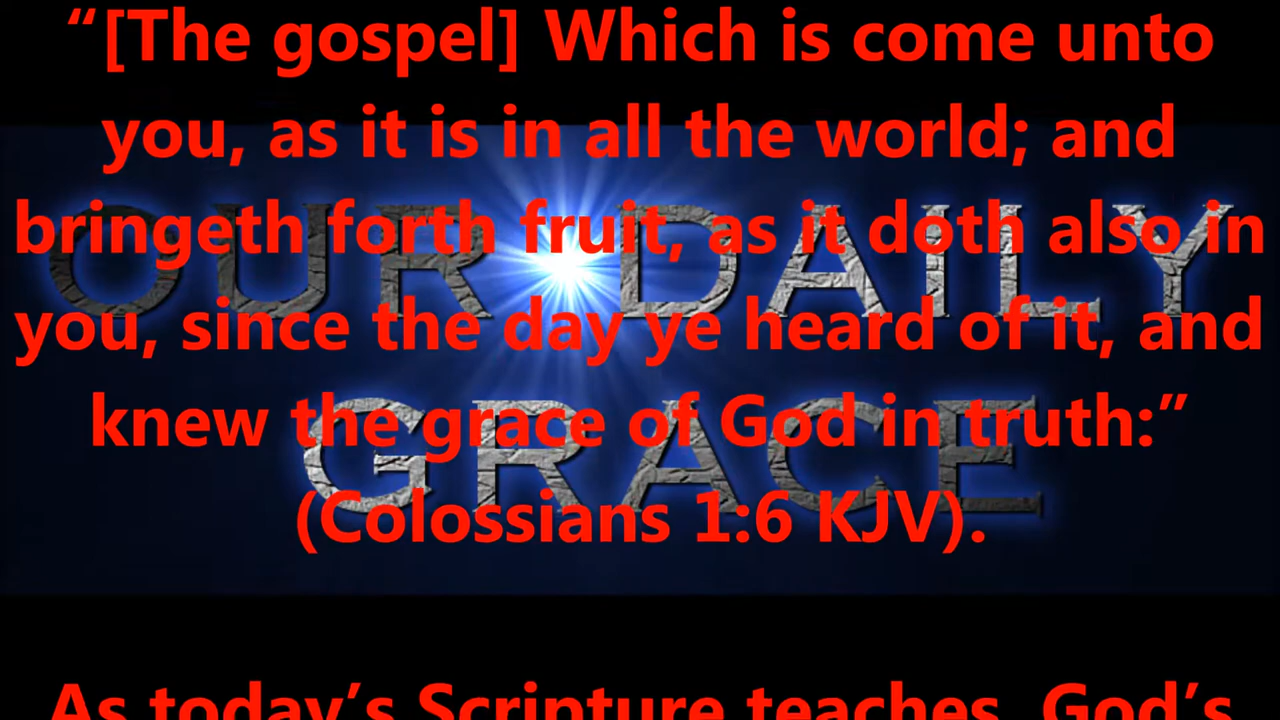 “[The gospel] Which is come unto
you, as it is in all the world; and
bringeth forth fruit, as it doth also in
you, since the day ye heard of it, and
knew the grace of God in truth:”
(Colossians 1:6 KJV).
As today’s Scripture teaches, God’s
OUR DAILY
GRACE